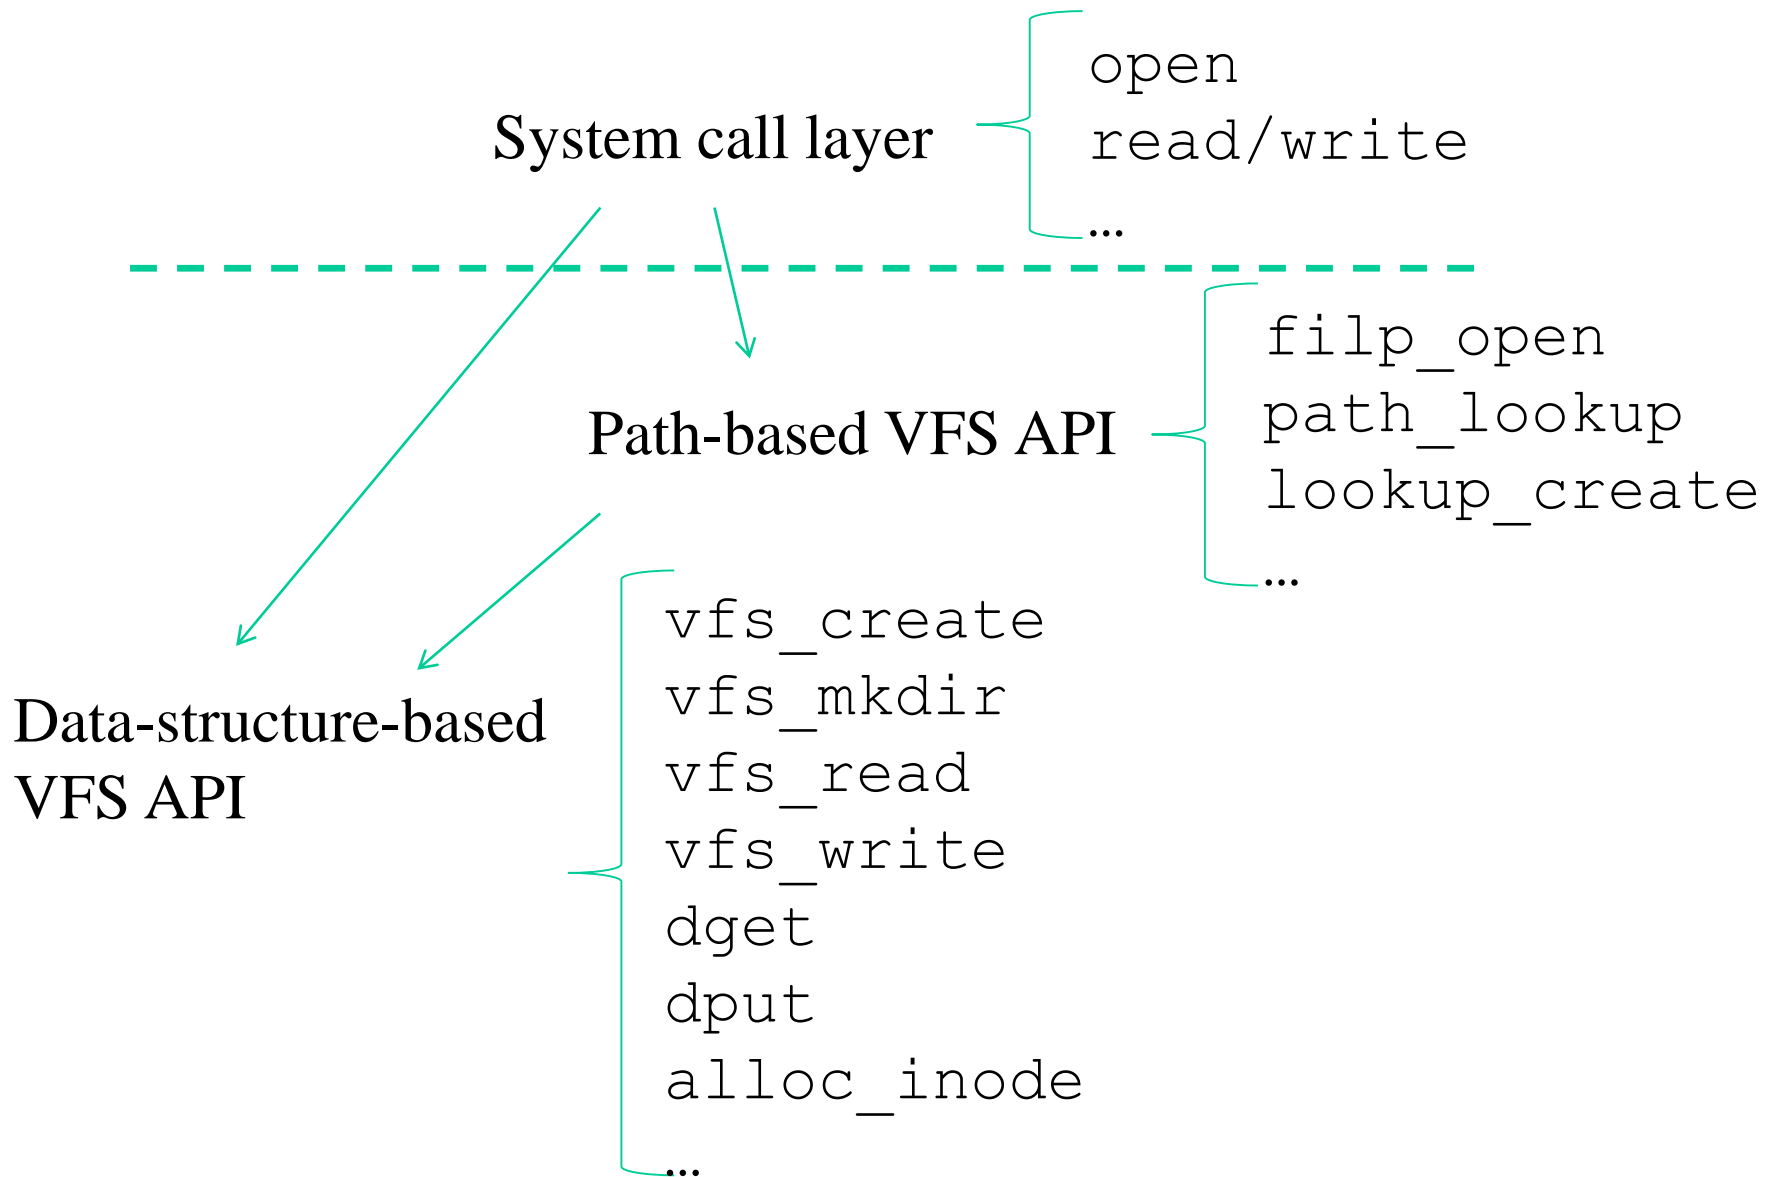 System call layer
open
read/write
…
Path-based VFS API
filp_open
path_lookup
lookup_create
…
Data-structure-based
VFS API
vfs_create
vfs_mkdir
vfs_read
vfs_write
dget
dput
alloc_inode
…